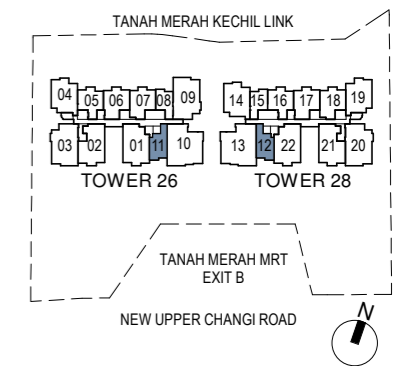 TANAH MERAH KECHIL LINK
04 05 06 07 08 09 14 15 16 17 18 19
03 02 01 11 10 13 12 22 21 20
TOWER 26 TOWER 28
TANAH MERAH MRT
EXIT B
NEW UPPER CHANGI ROAD
N